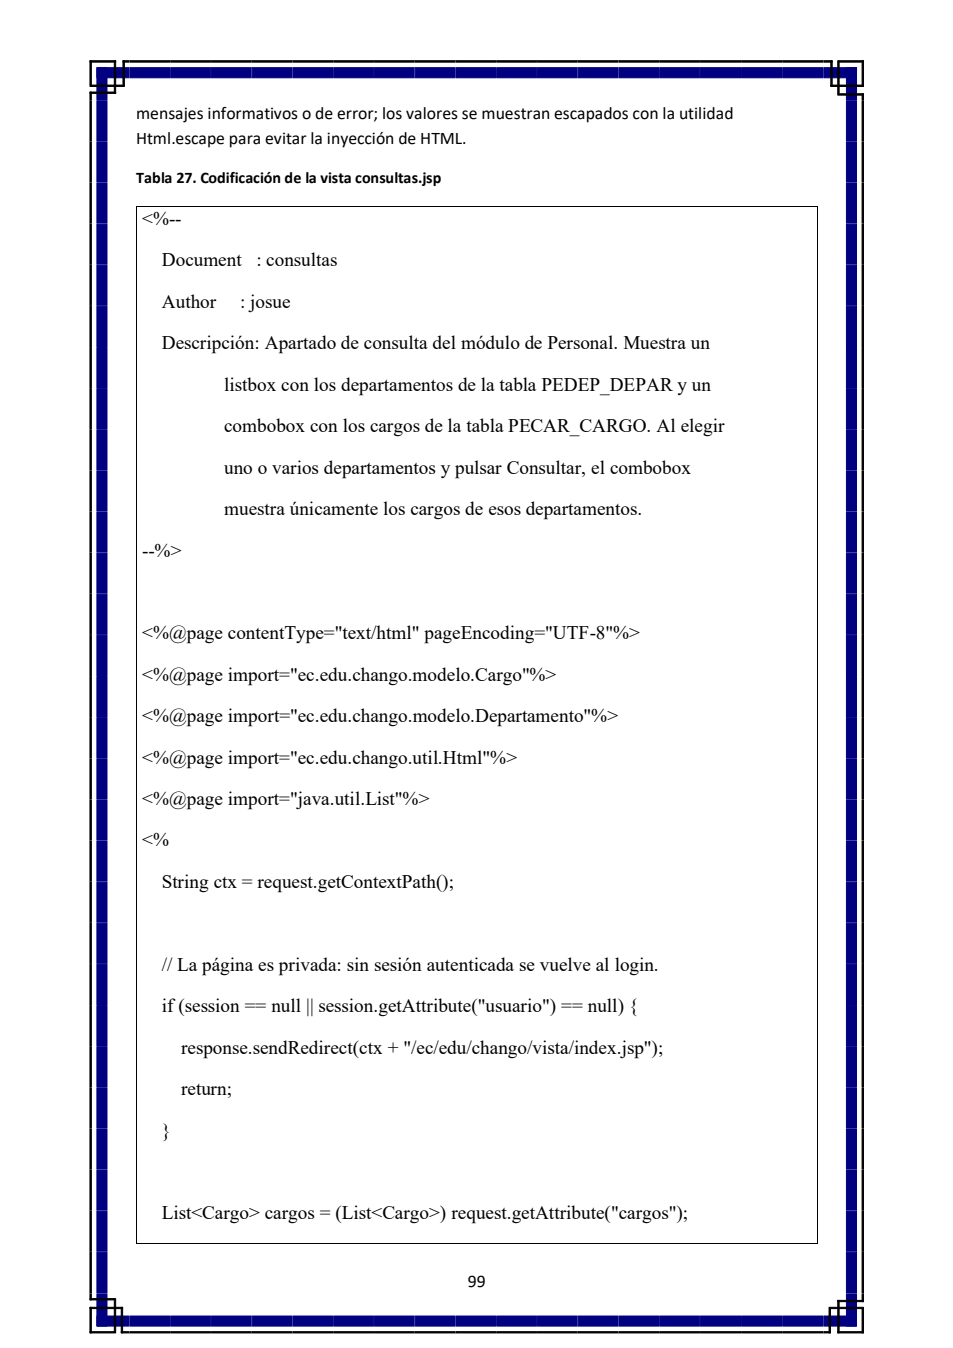 mensajes informativos o de error; los valores se muestran escapados con la utilidad
Html.escape para evitar la inyección de HTML.
Tabla 27. Codificación de la vista consultas.jsp
<%--
Document : consultas
Author : josue
Descripción: Apartado de consulta del módulo de Personal. Muestra un
listbox con los departamentos de la tabla PEDEP_DEPAR y un
combobox con los cargos de la tabla PECAR_CARGO. Al elegir
uno o varios departamentos y pulsar Consultar, el combobox
muestra únicamente los cargos de esos departamentos.
--%>
<%@page contentType="text/html" pageEncoding="UTF-8"%>
<%@page import="ec.edu.chango.modelo.Cargo"%>
<%@page import="ec.edu.chango.modelo.Departamento"%>
<%@page import="ec.edu.chango.util.Html"%>
<%@page import="java.util.List"%>
<%
String ctx = request.getContextPath();
// La página es privada: sin sesión autenticada se vuelve al login.
if (session == null || session.getAttribute("usuario") == null) {
response.sendRedirect(ctx + "/ec/edu/chango/vista/index.jsp");
return;
}
List<Cargo> cargos = (List<Cargo>) request.getAttribute("cargos");
99